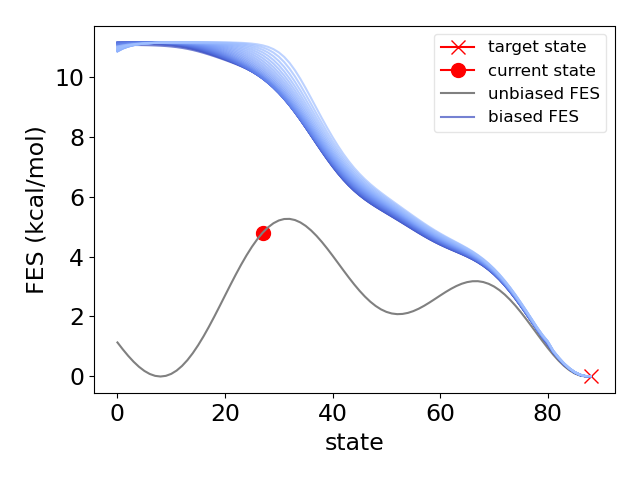 target state
current state
unbiased FES
biased FES
FES (kcal/mol)
10
8
6
4
2
0
0 20 40 60 80
state